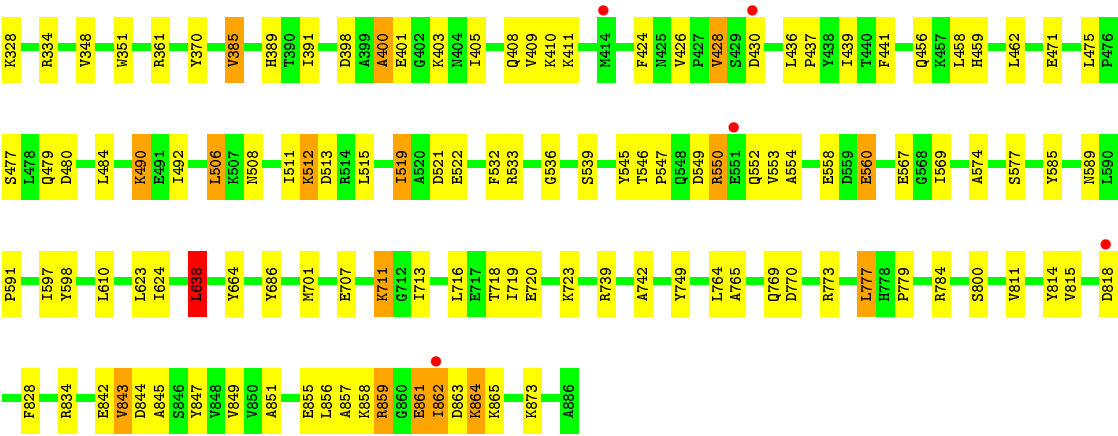 K328 R334 V348 W351 R361 Y370 V385 H389 T390 I391 D398 A399 A400 E401 G402 K403 N404 I405 Q408 V409 K410 K411 M414 F424 N425 V426 P427 V428 S429 D430 L436 P437 Y438 I439 T440 F441 Q456 K457 L458 H459 L462 E471 L475 P476
S477 L478 Q479 D480 L484 K490 E491 I492 L506 K507 N508 I511 K512 D513 R514 L515 I519 A520 D521 E522 F532 R533 G536 S539 Y545 T546 P547 Q548 D549 R550 E551 Q552 V553 A554 E558 D559 E560 E567 G568 I569 A574 S577 Y585 N589 L590
P591 I597 Y598 L610 L623 I624 L638 Y664 Y686 M701 E707 K711 G712 I713 L716 E717 T718 I719 E720 K723 R739 A742 Y749 L764 A765 Q769 D770 R773 L777 H778 P779 R784 S800 V811 Y814 V815 D818
F828 R834 E842 V843 D844 A845 S846 Y847 V848 V849 V850 A851 E855 L856 A857 K858 R859 G860 E861 I862 D863 K864 K865 K873 A886